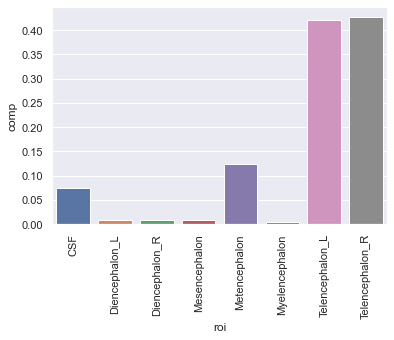 0.40
0.35
0.30
0.25
0.20
0.15
0.10
0.05
0.00
comp
CSF
Diencephalon_L
Diencephalon_R
Mesencephalon
Metencephalon
Myelencephalon
Telencephalon_L
Telencephalon_R
roi